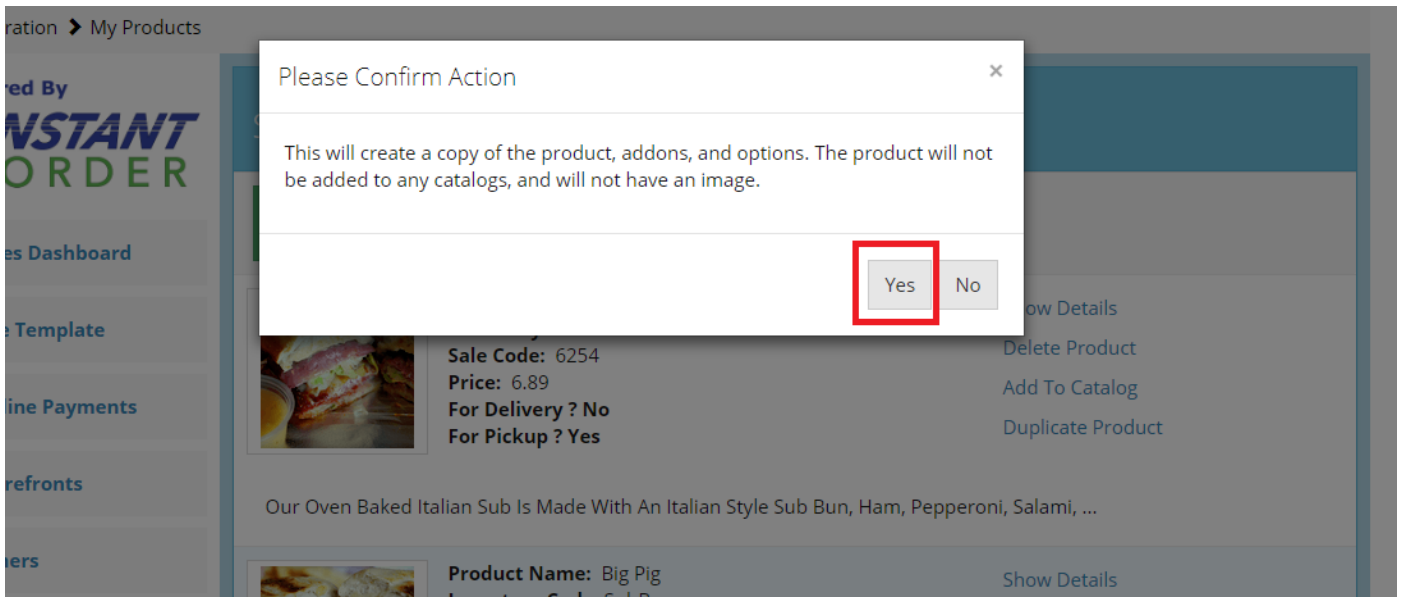 ration > My Products
Please Confirm Action
×
red By
NSTANT
ORDER
This will create a copy of the product, addons, and options. The product will not
be added to any catalogs, and will not have an image.
es Dashboard
Yes No
Show Details
e Template
Sale Code: 6254
Delete Product
Price: 6.89
Add To Catalog
line Payments
For Delivery ? No
For Pickup ? Yes
Duplicate Product
refronts
Our Oven Baked Italian Sub Is Made With An Italian Style Sub Bun, Ham, Pepperoni, Salami, ...
ners
Product Name: Big Pig
Show Details